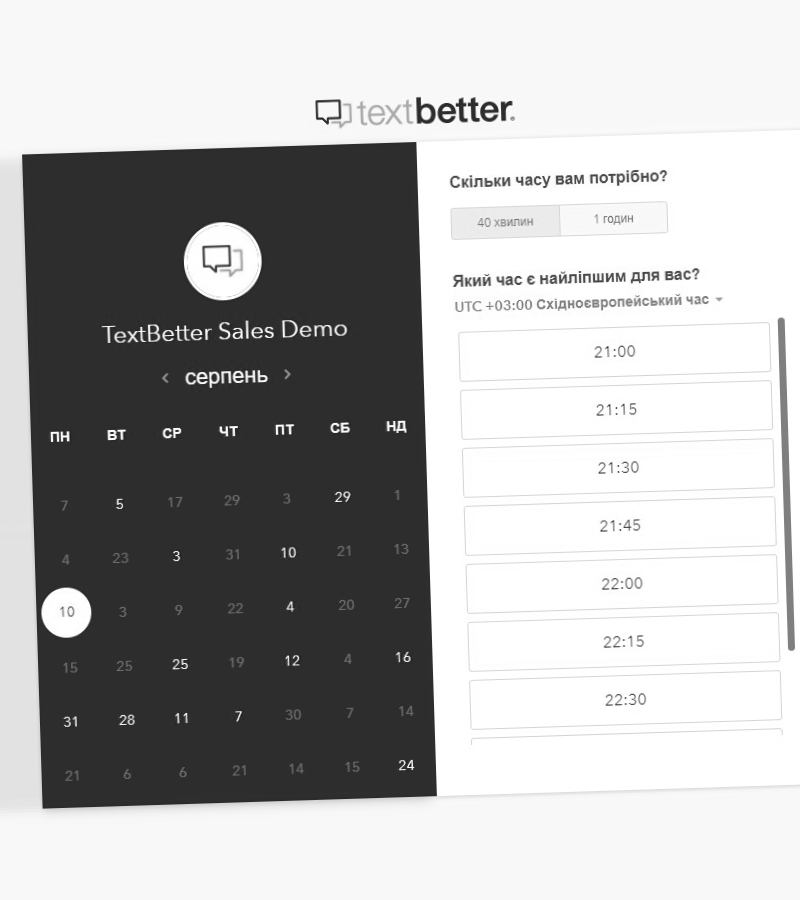 textbetter.
TextBetter Sales Demo
серпень
ПН ВТ СР ЧТ ПТ СБ НД
7 5 17 29 3 29 1
4 23 3 31 10 21 13
10 3 9 22 4 20 27
15 25 25 19 12 4 16
31 28 11 7 30 7 14
21 6 6 21 14 15 24
Скільки часу вам потрібно?
40 хвилин 1 годин
Який час є найліпшим для вас?
UTC +03:00 Східноєвропейський час
21:00
21:15
21:30
21:45
22:00
22:15
22:30